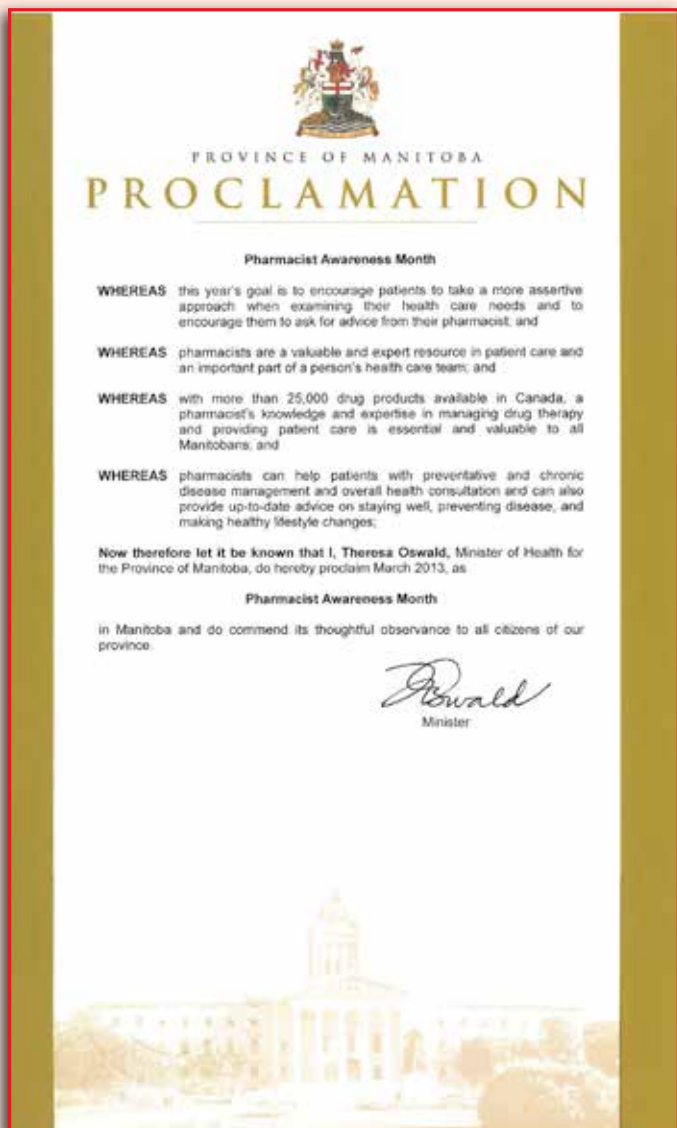 PROVINCE OF MANITOBA
PROCLAMATION
Pharmacist Awareness Month
WHEREAS this year's goal is to encourage patients to take a more assertive
approach when examining their health care needs and to
encourage them to ask for advice from their pharmacist; and
WHEREAS pharmacists are a valuable and expert resource in patient care and
an important part of a person's health care team; and
WHEREAS with more than 25,000 drug products available in Canada, a
pharmacist's knowledge and expertise in managing drug therapy
and providing patient care is essential and valuable to all
Manitobans; and
WHEREAS pharmacists can help patients with preventative and chronic
disease management and overall health consultation and can also
provide up-to-date advice on staying well, preventing disease, and
making healthy lifestyle changes;
Now therefore let it be known that I, Theresa Oswald, Minister of Health for
the Province of Manitoba, do hereby proclaim March 2013, as
Pharmacist Awareness Month
in Manitoba and do commend its thoughtful observance to all citizens of our
province.
Oswald
Minister